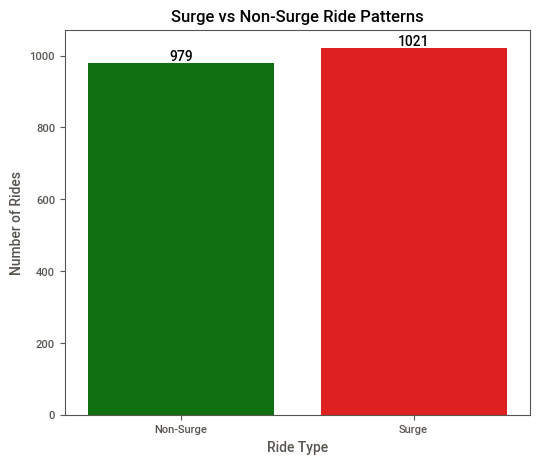 Surge vs Non-Surge Ride Patterns
1021
979
1000
800
600
400
200
0
Number of Rides
Non-Surge
Surge
Ride Type